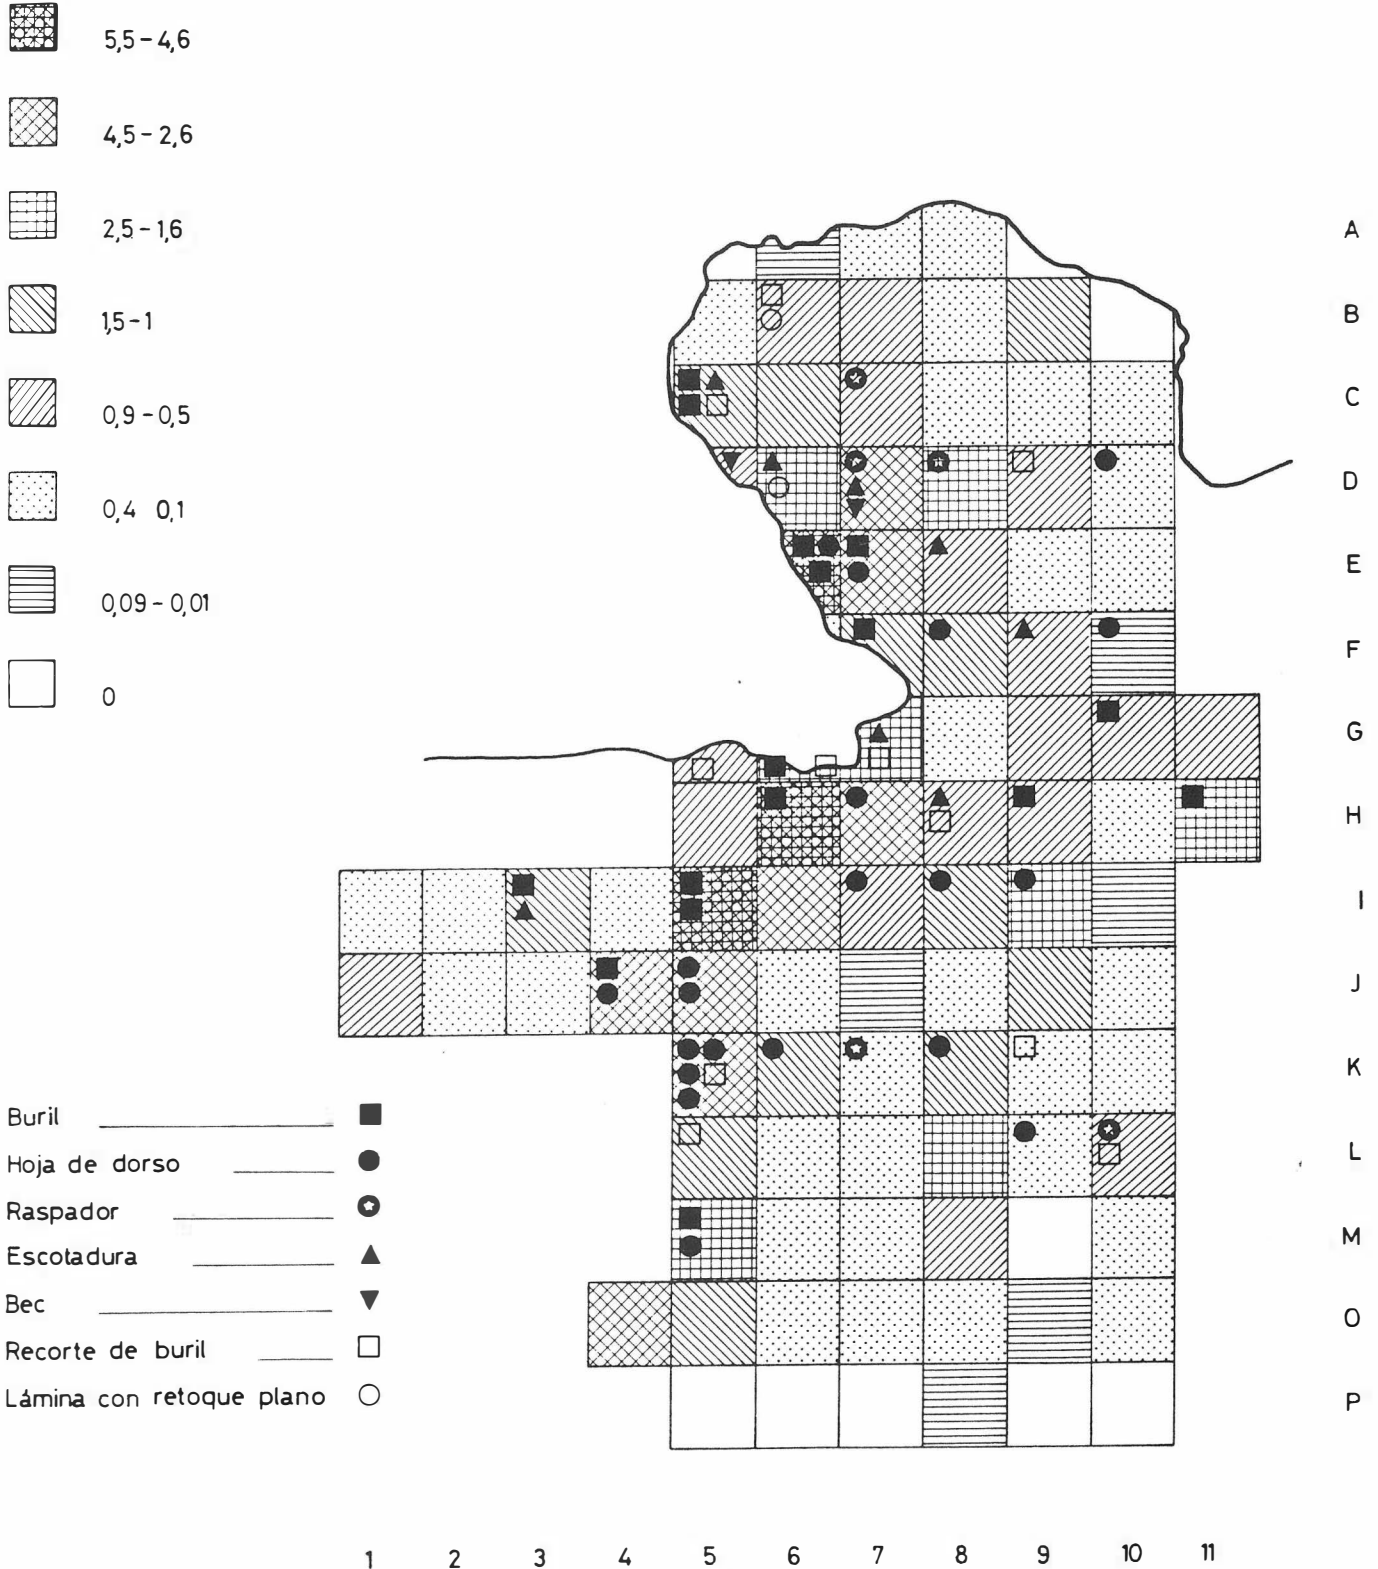 5,5-4,6
4,5-2,6
2,5-1,6
1,5-1
0,9-0,5
0,4 0,1
0,09-0,01
0
A
B
C
D
E
F
G
H
I
J
K
L
M
O
P
Buril
Hoja de dorso
Raspador
Escotadura
Bec
Recorte de buril
Lámina con retoque plano
1 2 3 4 5 6 7 8 9 10 11